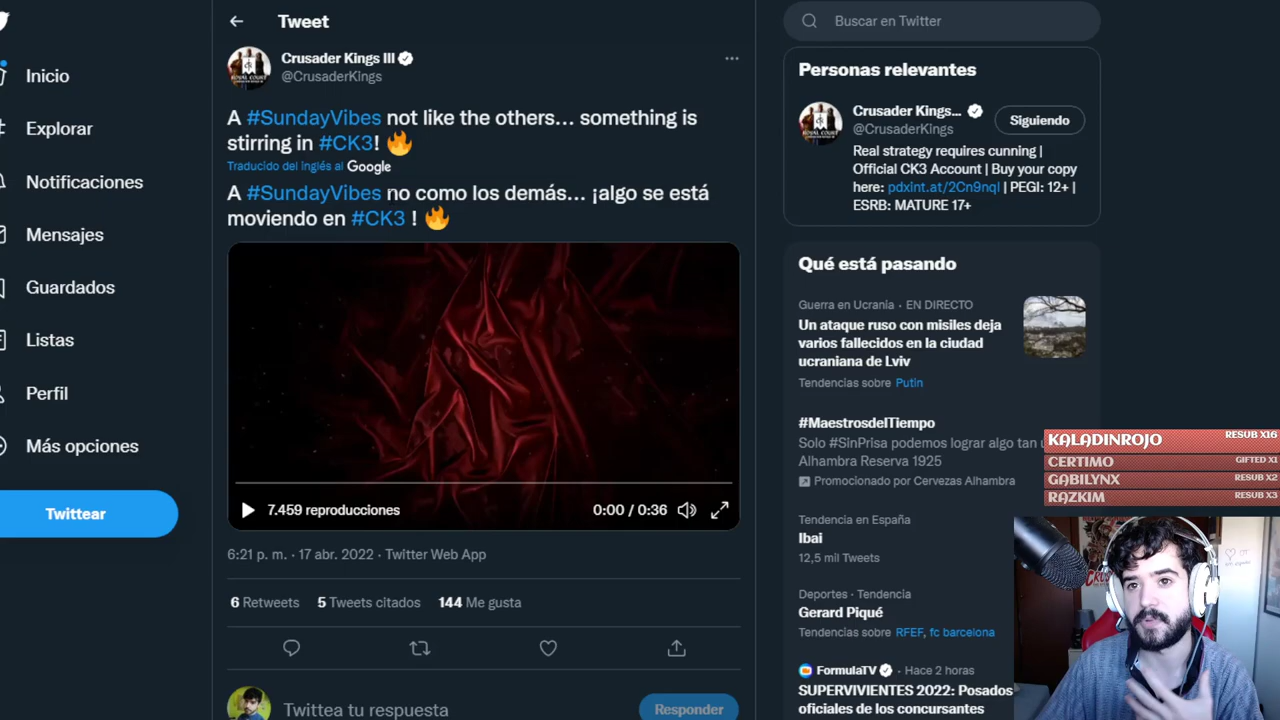 Tweet
Buscar en Twitter
Inicio
Explorar
Notificaciones
Mensajes
Guardados
Listas
Perfil
Más opciones
Twittear
Crusader Kings III
@CrusaderKings
A #SundayVibes not like the others... something is
stirring in #CK3! 🔥
Traducido del inglés al Google
A #SundayVibes no como los demás... ¡algo se está
moviendo en #CK3 ! 🔥
7.459 reproducciones
0:00 / 0:36
6:21 p. m. · 17 abr. 2022 · Twitter Web App
6 Retweets 5 Tweets citados 144 Me gusta
Twittea tu respuesta
Responder
Personas relevantes
Crusader Kings...
@CrusaderKings
Siguiendo
Real strategy requires cunning |
Official CK3 Account | Buy your copy
here: pdxint.at/2Cn9nql | PEGI: 12+ |
ESRB: MATURE 17+
Qué está pasando
Guerra en Ucrania · EN DIRECTO
Un ataque ruso con misiles deja
varios fallecidos en la ciudad
ucraniana de Lviv
Tendencias sobre Putin
#MaestrosdelTiempo
Solo #SinPrisa podemos lograr algo tan
Alhambra Reserva 1925
Promocionado por Cervezas Alhambra
Tendencia en España
Ibai
12,5 mil Tweets
Deportes · Tendencia
Gerard Piqué
Tendencias sobre RFEF, fc barcelona
FormulaTV · Hace 2 horas
SUPERVIVIENTES 2022: Posados
oficiales de los concursantes
KALADINROJO RESUB X16
CERTIMO GIFTED X1
GABILYNX RESUB X2
RAZKIM RESUB X3